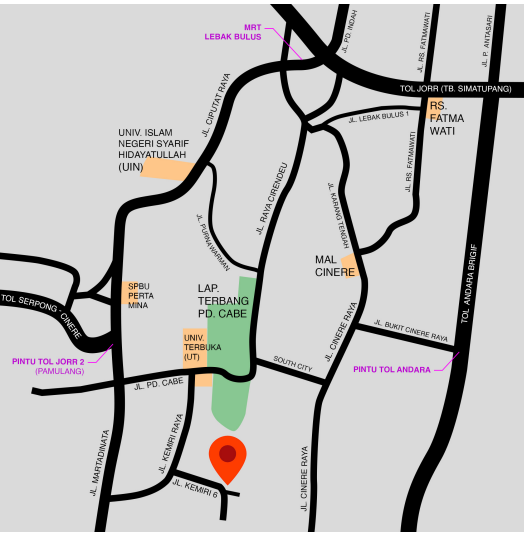 MRT
LEBAK BULUS
JL. PD. INDAH
JL. RS. FATMAWATI
JL. P. ANTASARI
TOL JORR (TB. SIMATUPANG)
JL. CIPUTAT RAYA
RS.
FATMA
WATI
JL. LEBAK BULUS 1
UNIV. ISLAM
NEGERI SYARIF
HIDAYATULLAH
(UIN)
JL. RS. FATMAWATI
JL. RAYA CIRENDEU
JL. KARANG TENGAH
JL. PURNAWARMAN
MAL
CINERE
TOL ANDARA BRIGIF
SPBU
PERTA
MINA
LAP.
TERBANG
PD. CABE
TOL SERPONG - CINERE
JL. CINERE RAYA
JL. BUKIT CINERE RAYA
UNIV.
TERBUKA
(UT)
PINTU TOL JORR 2
(PAMULANG)
SOUTH CITY
PINTU TOL ANDARA
JL. PD. CABE
JL. KEMIRI RAYA
JL. MARTADINATA
JL. KEMIRI 6
JL. CINERE RAYA